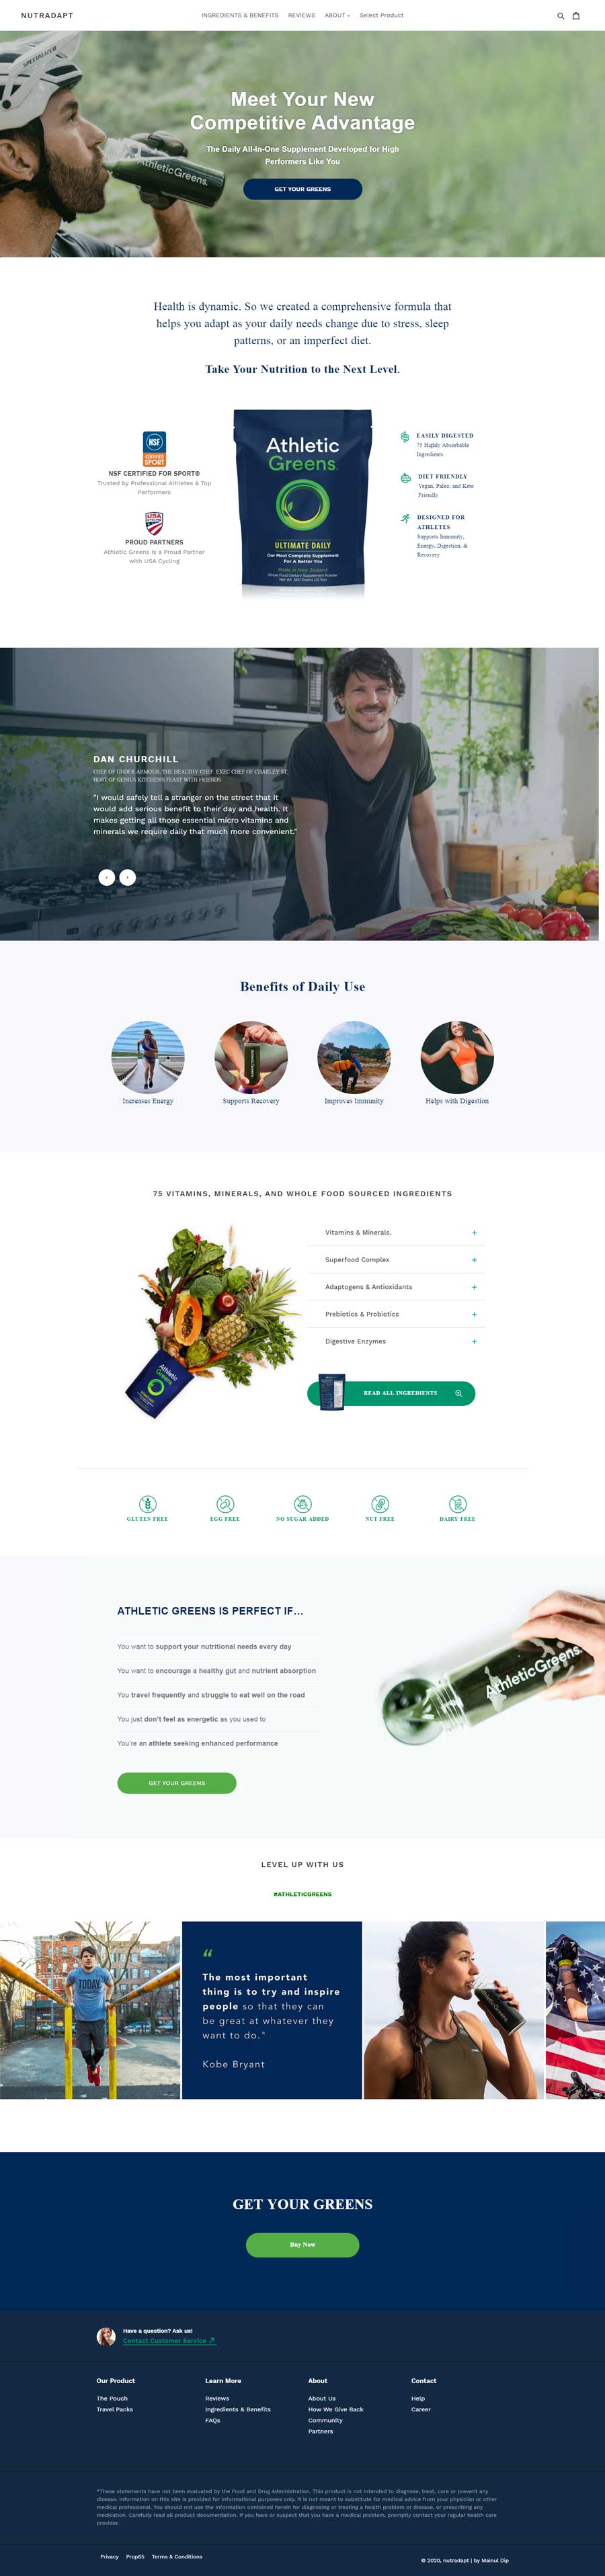 NUTRADAPT
INGREDIENTS & BENEFITS
REVIEWS
ABOUT
Select Product
SPECIALIZED
AthleticGreens.
Meet Your New
Competitive Advantage
The Daily All-In-One Supplement Developed for High
Performers Like You
GET YOUR GREENS
Health is dynamic. So we created a comprehensive formula that
helps you adapt as your daily needs change due to stress, sleep
patterns, or an imperfect diet.
Take Your Nutrition to the Next Level.
NSF
CERTIFIED
SPORT
NSF CERTIFIED FOR SPORT®
Trusted by Professional Athletes & Top
Performers
USA
PROUD PARTNERS
Athletic Greens is a Proud Partner
with USA Cycling
Athletic
Greens.
ULTIMATE DAILY
Our Most Complete Supplement
For A Better You
Made in New Zealand
Whole Food Dietary Supplement Powder
EASILY DIGESTED
75 Highly Absorbable
Ingredients
DIET FRIENDLY
Vegan, Paleo, and Keto
Friendly
DESIGNED FOR
ATHLETES
Supports Immunity,
Energy, Digestion, &
Recovery
DAN CHURCHILL
CHEF OF UNDER ARMOUR, THE HEALTHY CHEF, EXEC CHEF OF CHARLEY ST,
HOST OF GENIUS KITCHEN'S FEAST WITH FRIENDS
"I would safely tell a stranger on the street that it
would add serious benefit to their day and health. It
makes getting all those essential micro vitamins and
minerals we require daily that much more convenient."
Benefits of Daily Use
Increases Energy
Supports Recovery
Improves Immunity
Helps with Digestion
75 VITAMINS, MINERALS, AND WHOLE FOOD SOURCED INGREDIENTS
Vitamins & Minerals.
+
Superfood Complex
+
Adaptogens & Antioxidants
+
Prebiotics & Probiotics
+
Digestive Enzymes
+
Athletic
Greens
READ ALL INGREDIENTS
GLUTEN FREE
EGG FREE
NO SUGAR ADDED
NUT FREE
DAIRY FREE
ATHLETIC GREENS IS PERFECT IF…
You want to support your nutritional needs every day
You want to encourage a healthy gut and nutrient absorption
You travel frequently and struggle to eat well on the road
You just don't feel as energetic as you used to
You're an athlete seeking enhanced performance
GET YOUR GREENS
AthleticGreens.
LEVEL UP WITH US
#ATHLETICGREENS
TODAY
“
The most important
thing is to try and inspire
people so that they can
be great at whatever they
want to do."
Kobe Bryant
GET YOUR GREENS
Buy Now
Have a question? Ask us!
Contact Customer Service ↗
Our Product
The Pouch
Travel Packs
Learn More
Reviews
Ingredients & Benefits
FAQs
About
About Us
How We Give Back
Community
Partners
Contact
Help
Career
*These statements have not been evaluated by the Food and Drug Administration. This product is not intended to diagnose, treat, cure or prevent any
disease. Information on this site is provided for informational purposes only. It is not meant to substitute for medical advice from your physician or other
medical professional. You should not use the information contained herein for diagnosing or treating a health problem or disease, or prescribing any
medication. Carefully read all product documentation. If you have or suspect that you have a medical problem, promptly contact your regular health care
provider.
Privacy
Prop65
Terms & Conditions
© 2020, nutradapt | by Mainul Dip